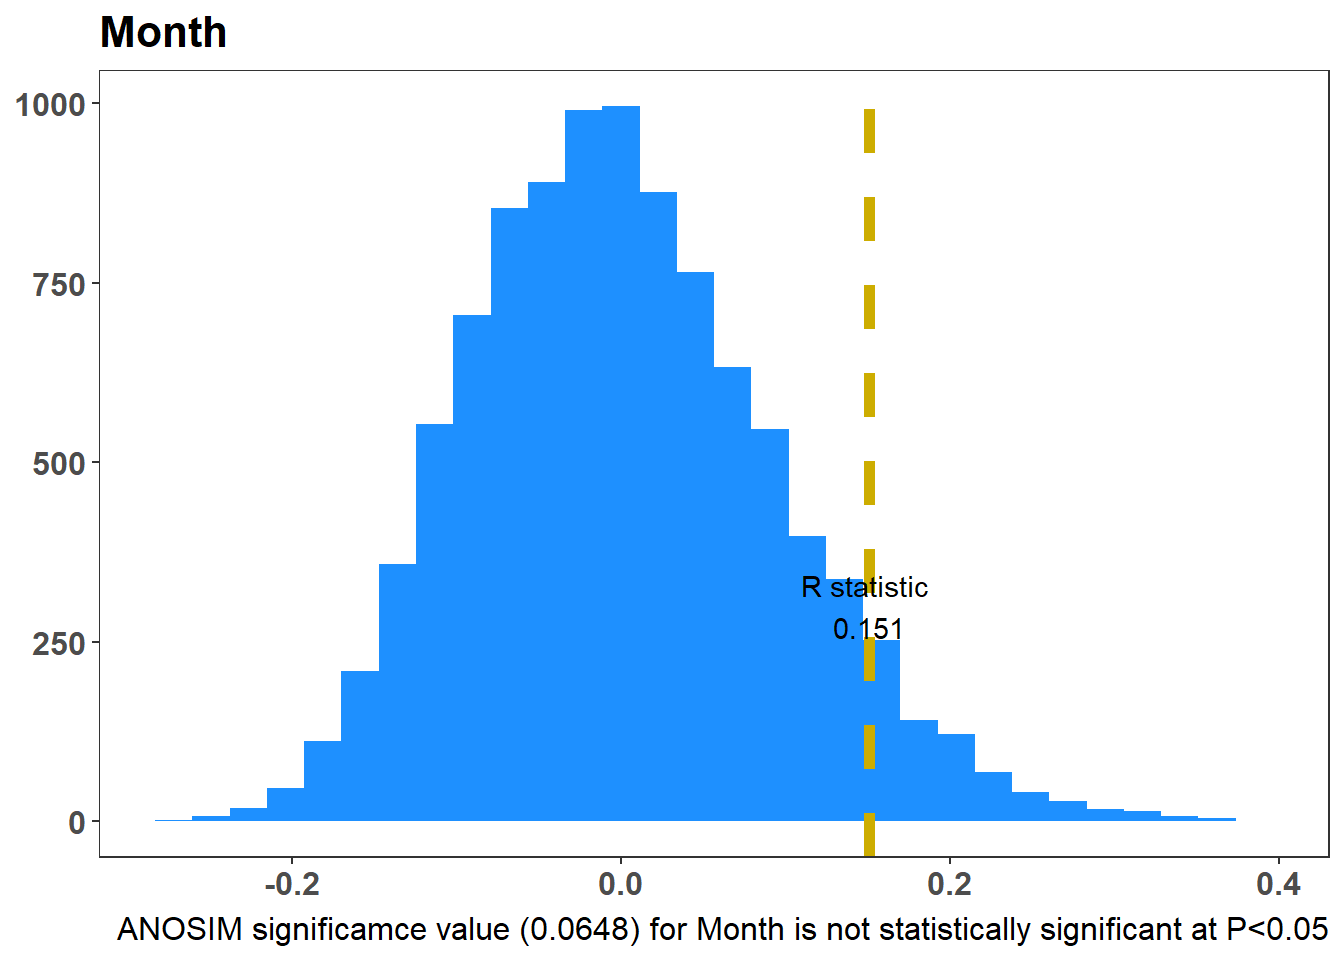 Month
1000
750
500
250
0
R statistic
0.151
-0.2 0.0 0.2 0.4
ANOSIM significamce value (0.0648) for Month is not statistically significant at P<0.05